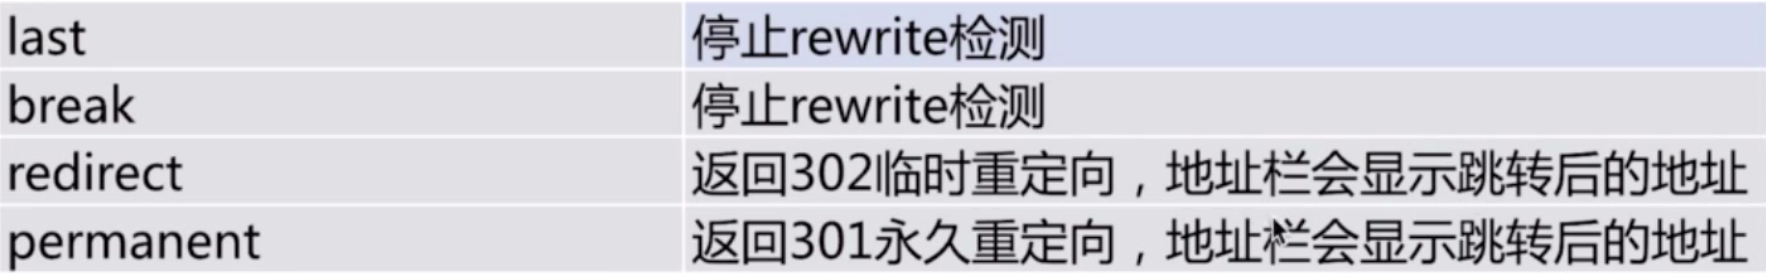 last 停止rewrite检测
break 停止rewrite检测
redirect 返回302临时重定向，地址栏会显示跳转后的地址
permanent 返回301永久重定向，地址栏会显示跳转后的地址